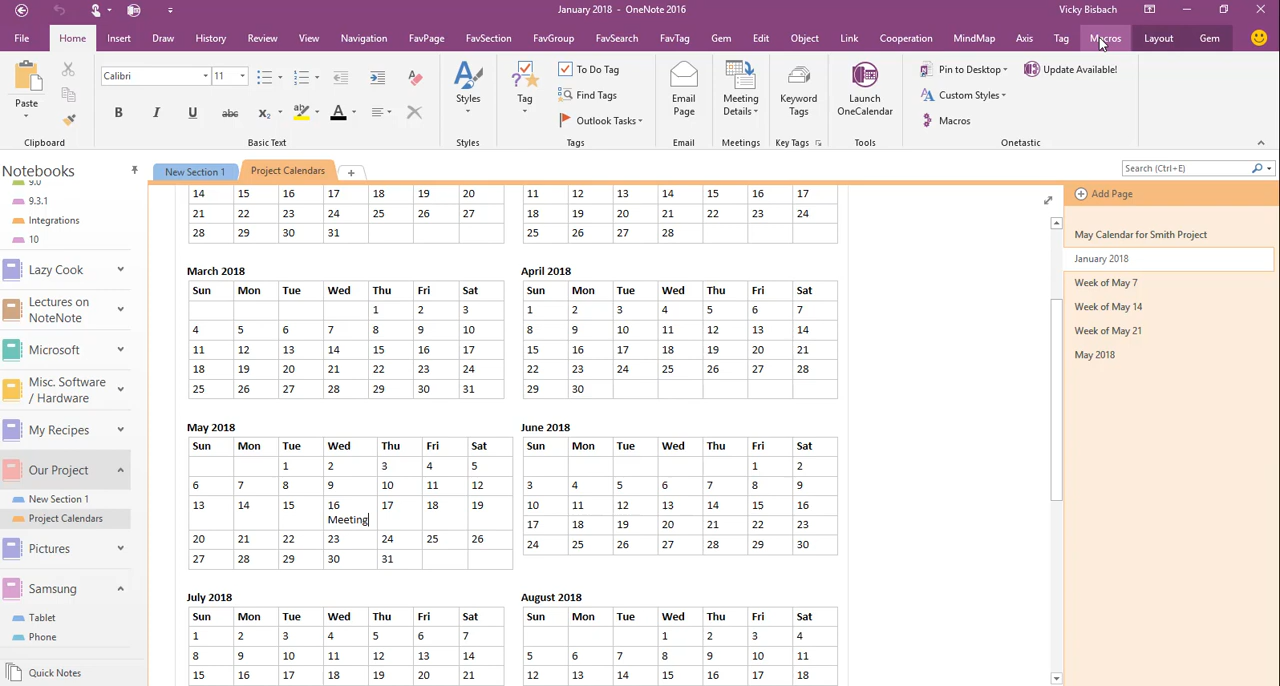 January 2018 - OneNote 2016
Vicky Bisbach
File Home Insert Draw History Review View Navigation FavPage FavSection FavGroup FavSearch FavTag Gem Edit Object Link Cooperation MindMap Axis Tag Macros Layout Gem
Paste
Clipboard
Calibri 11
B I U abc X₂ aby A
Basic Text
Styles
Styles
Tag
To Do Tag
Find Tags
Outlook Tasks
Tags
Email
Page
Email
Meeting
Details
Meetings
Keyword
Tags
Key Tags
Launch
OneCalendar
Tools
Pin to Desktop
Update Available!
Custom Styles
Macros
Onetastic
Notebooks
9.0
9.3.1
Integrations
10
Lazy Cook
Lectures on
NoteNote
Microsoft
Misc. Software
/ Hardware
My Recipes
Our Project
New Section 1
Project Calendars
Pictures
Samsung
Tablet
Phone
Quick Notes
New Section 1
Project Calendars
+
Search (Ctrl+E)
14 15 16 17 18 19 20
21 22 23 24 25 26 27
28 29 30 31
11 12 13 14 15 16 17
18 19 20 21 22 23 24
25 26 27 28
March 2018
Sun Mon Tue Wed Thu Fri Sat
1 2 3
4 5 6 7 8 9 10
11 12 13 14 15 16 17
18 19 20 21 22 23 24
25 26 27 28 29 30 31
April 2018
Sun Mon Tue Wed Thu Fri Sat
1 2 3 4 5 6 7
8 9 10 11 12 13 14
15 16 17 18 19 20 21
22 23 24 25 26 27 28
29 30
May 2018
Sun Mon Tue Wed Thu Fri Sat
1 2 3 4 5
6 7 8 9 10 11 12
13 14 15 16 17 18 19
Meeting
20 21 22 23 24 25 26
27 28 29 30 31
June 2018
Sun Mon Tue Wed Thu Fri Sat
1 2
3 4 5 6 7 8 9
10 11 12 13 14 15 16
17 18 19 20 21 22 23
24 25 26 27 28 29 30
July 2018
Sun Mon Tue Wed Thu Fri Sat
1 2 3 4 5 6 7
8 9 10 11 12 13 14
15 16 17 18 19 20 21
August 2018
Sun Mon Tue Wed Thu Fri Sat
1 2 3 4
5 6 7 8 9 10 11
12 13 14 15 16 17 18
Add Page
May Calendar for Smith Project
January 2018
Week of May 7
Week of May 14
Week of May 21
May 2018